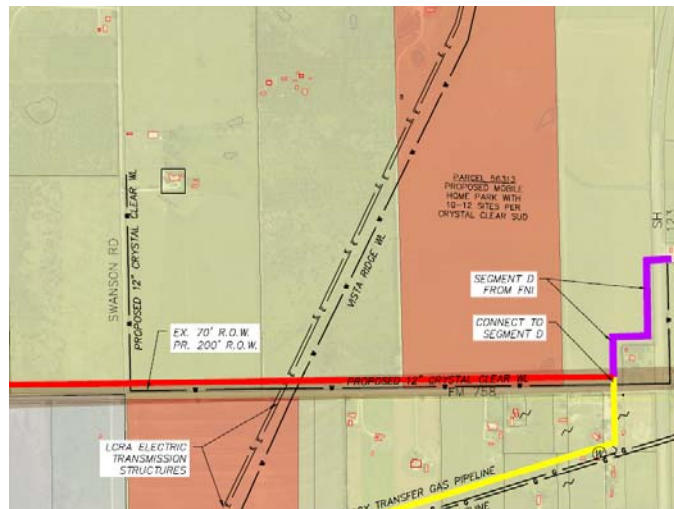 PARCEL 56313
PROPOSED MOBILE
HOME PARK WITH
10-12 SITES PER
CRYSTAL CLEAR SUD
SWANSON RD
PROPOSED 12" CRYSTAL CLEAR WL
VISTA RIDGE WL
SH
123
SEGMENT D
FROM FNI
CONNECT TO
SEGMENT D
EX. 70' R.O.W.
PR. 200' R.O.W.
PROPOSED 12" CRYSTAL CLEAR WL
FM 758
LCRA ELECTRIC
TRANSMISSION
STRUCTURES
TRANSFER GAS PIPELINE
W